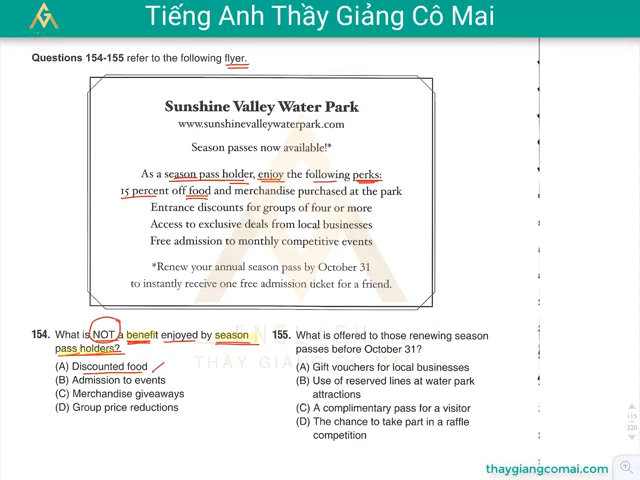 Tiếng Anh Thầy Giảng Cô Mai
Questions 154-155 refer to the following flyer.
Sunshine Valley Water Park
www.sunshinevalleywaterpark.com
Season passes now available!*
As a season pass holder, enjoy the following perks:
15 percent off food and merchandise purchased at the park
Entrance discounts for groups of four or more
Access to exclusive deals from local businesses
Free admission to monthly competitive events
*Renew your annual season pass by October 31
to instantly receive one free admission ticket for a friend.
ENGLISH
THẦY GIẢNG CÔ MAI
154. What is NOT a benefit enjoyed by season
pass holders?
(A) Discounted food
(B) Admission to events
(C) Merchandise giveaways
(D) Group price reductions
155. What is offered to those renewing season
passes before October 31?
(A) Gift vouchers for local businesses
(B) Use of reserved lines at water park
attractions
(C) A complimentary pass for a visitor
(D) The chance to take part in a raffle
competition
115
220
thaygiangcomai.com